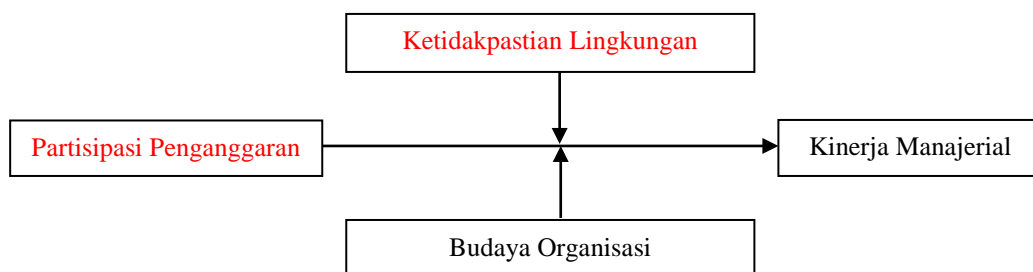 Ketidakpastian Lingkungan
Partisipasi Penganggaran
Kinerja Manajerial
Budaya Organisasi